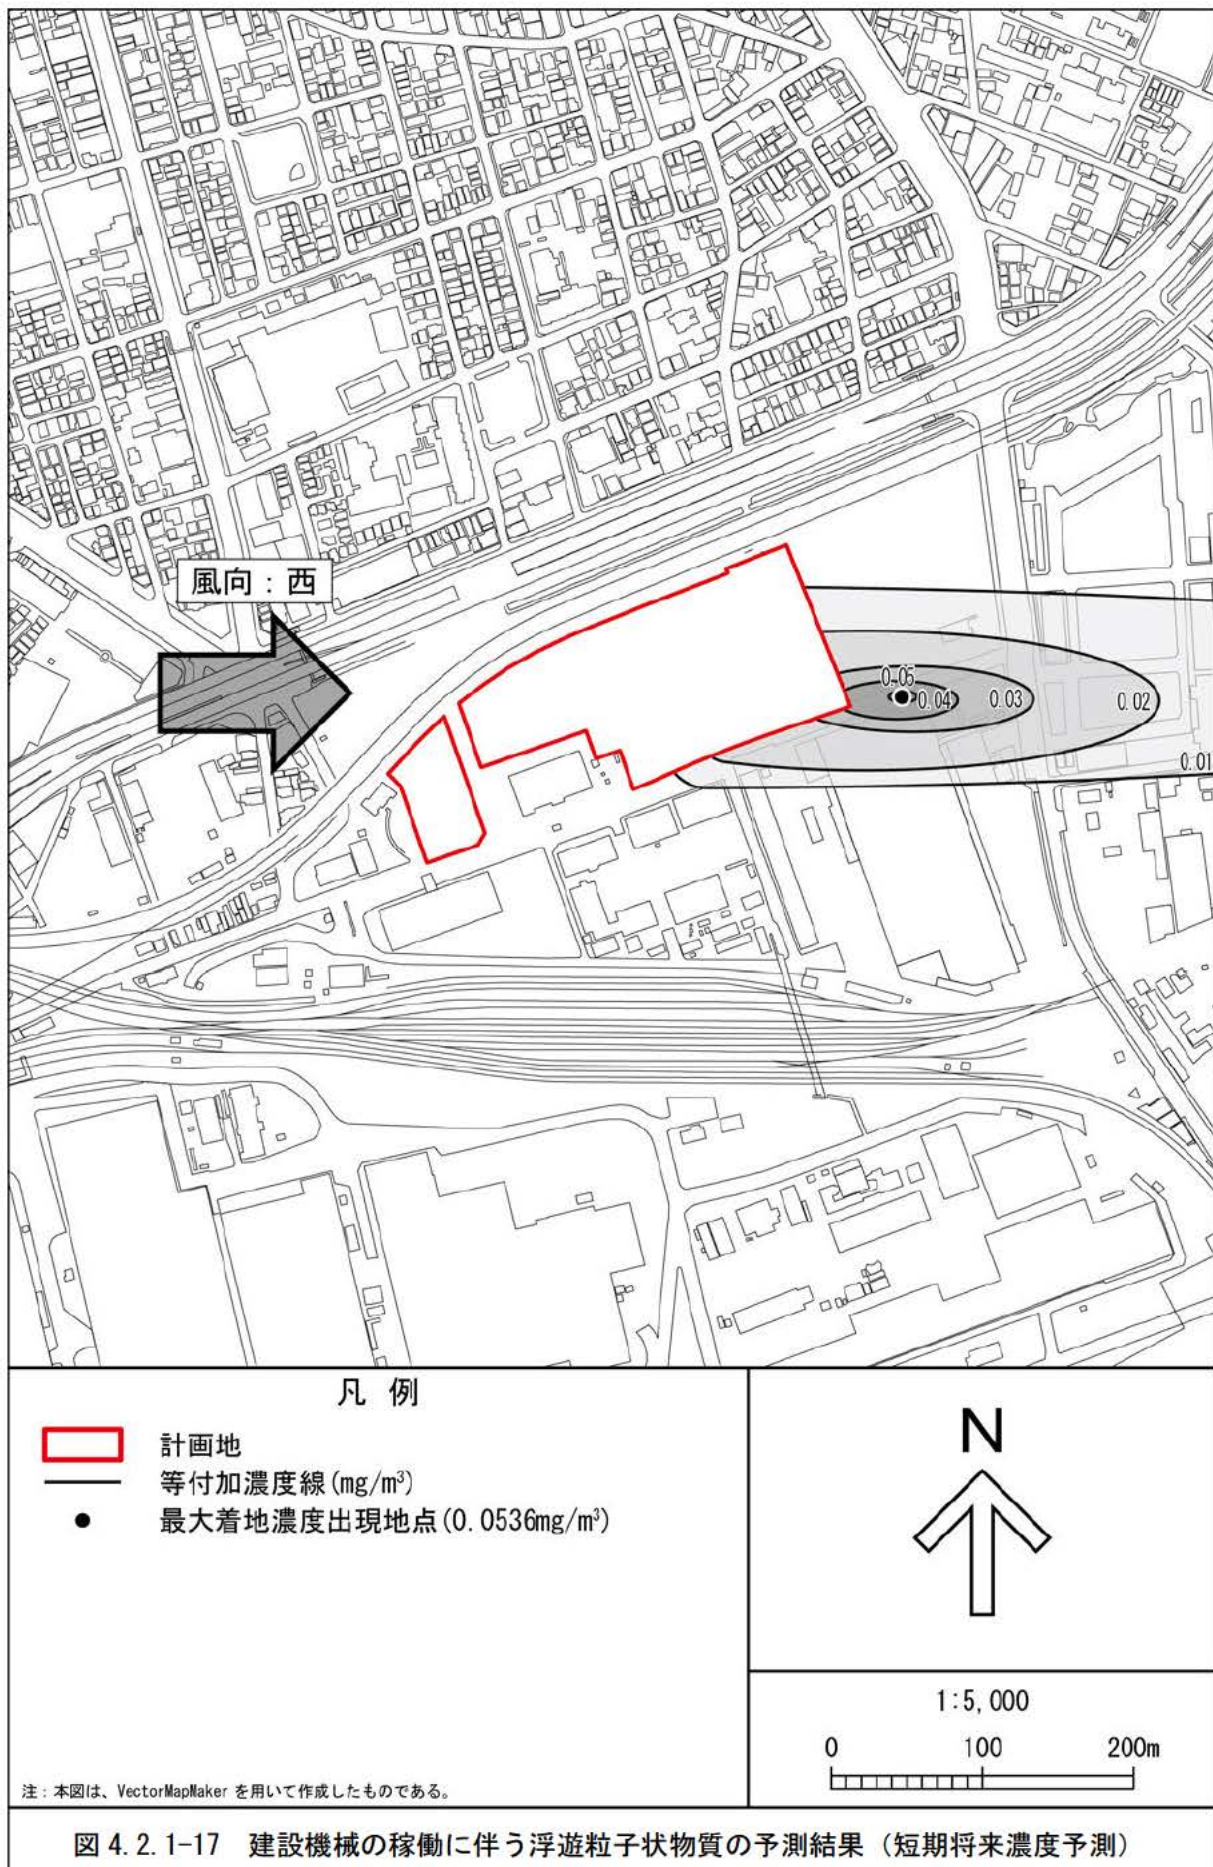 風向：西
0.05
0.04
0.03
0.02
0.01
凡 例
計画地
等付加濃度線(mg/m³)
最大着地濃度出現地点(0.0536mg/m³)
N
1:5,000
0 100 200m
注：本図は、VectorMapMaker を用いて作成したものである。
図 4.2.1-17 建設機械の稼働に伴う浮遊粒子状物質の予測結果（短期将来濃度予測）